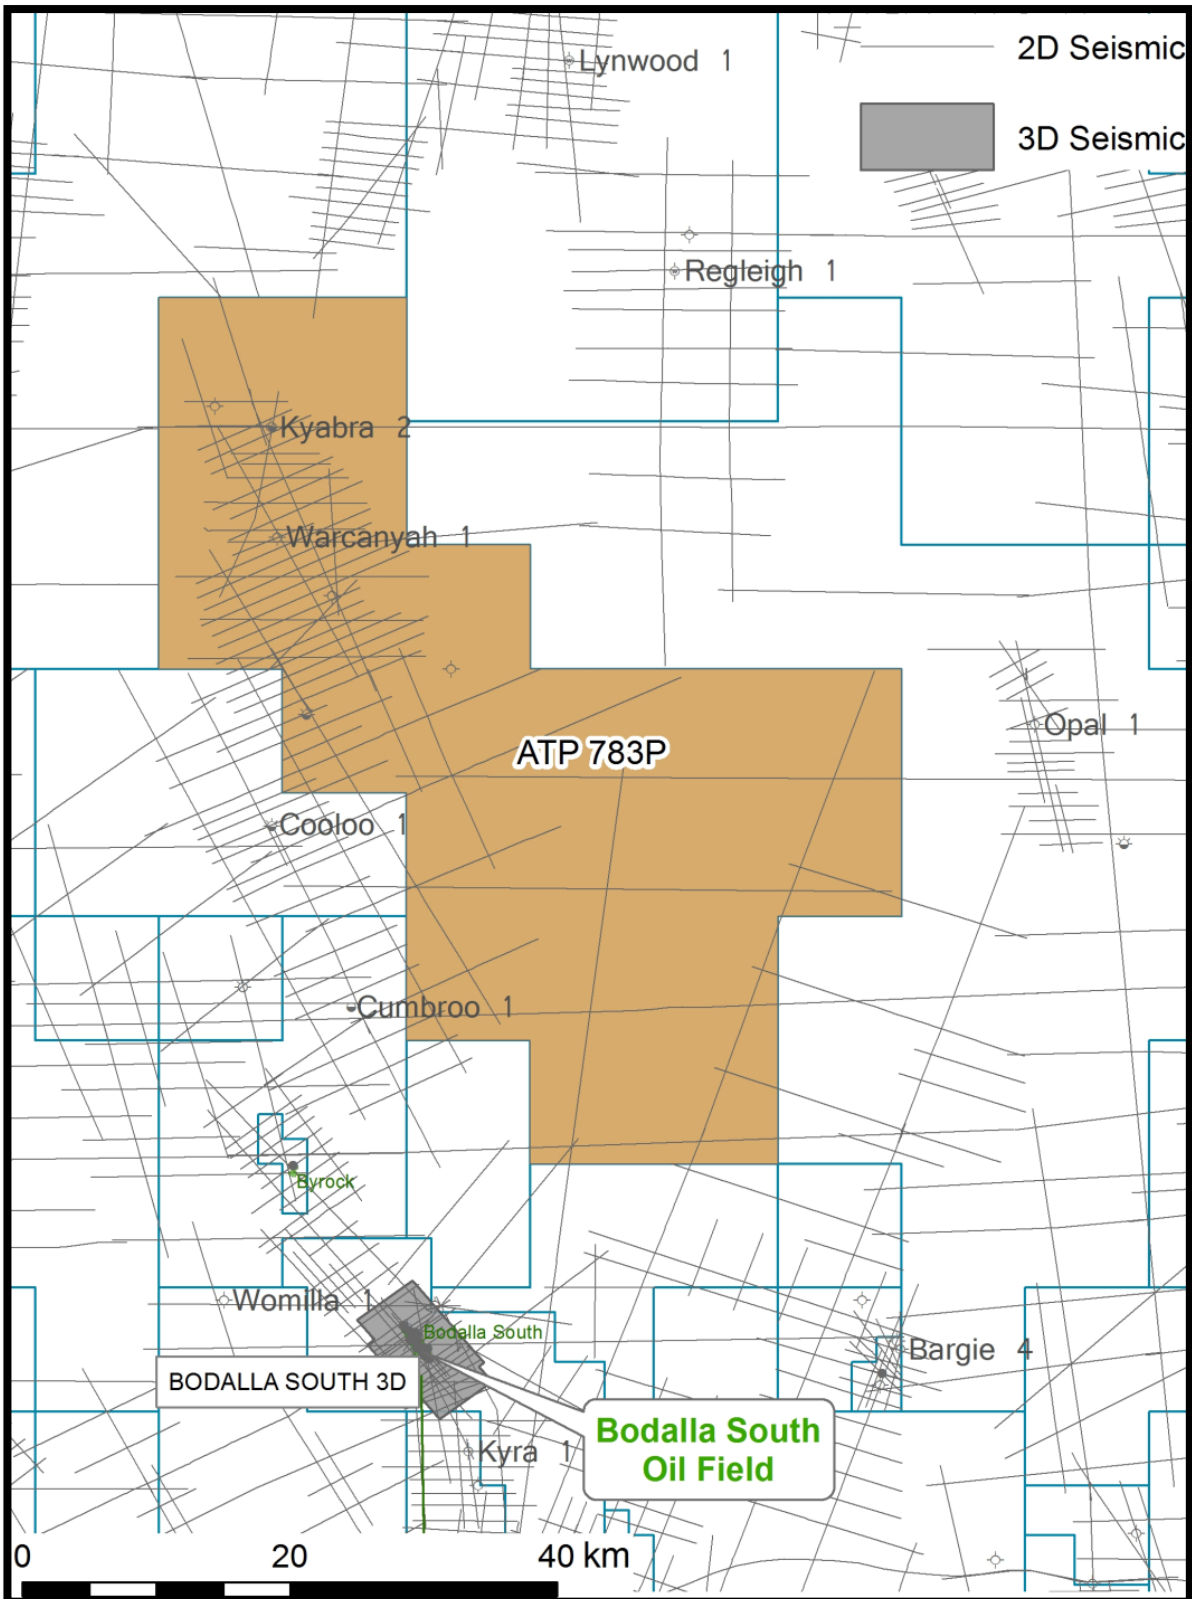 Lynwood 1
2D Seismic
3D Seismic
Regleigh 1
Kyabra 2
Warcanyah 1
Opal 1
ATP 783P
Cooloo 1
Cumbroo 1
Byrock
Womilla 1
Bodalla South
Bargie 4
BODALLA SOUTH 3D
Bodalla South
Oil Field
Kyra 1
0 20 40 km